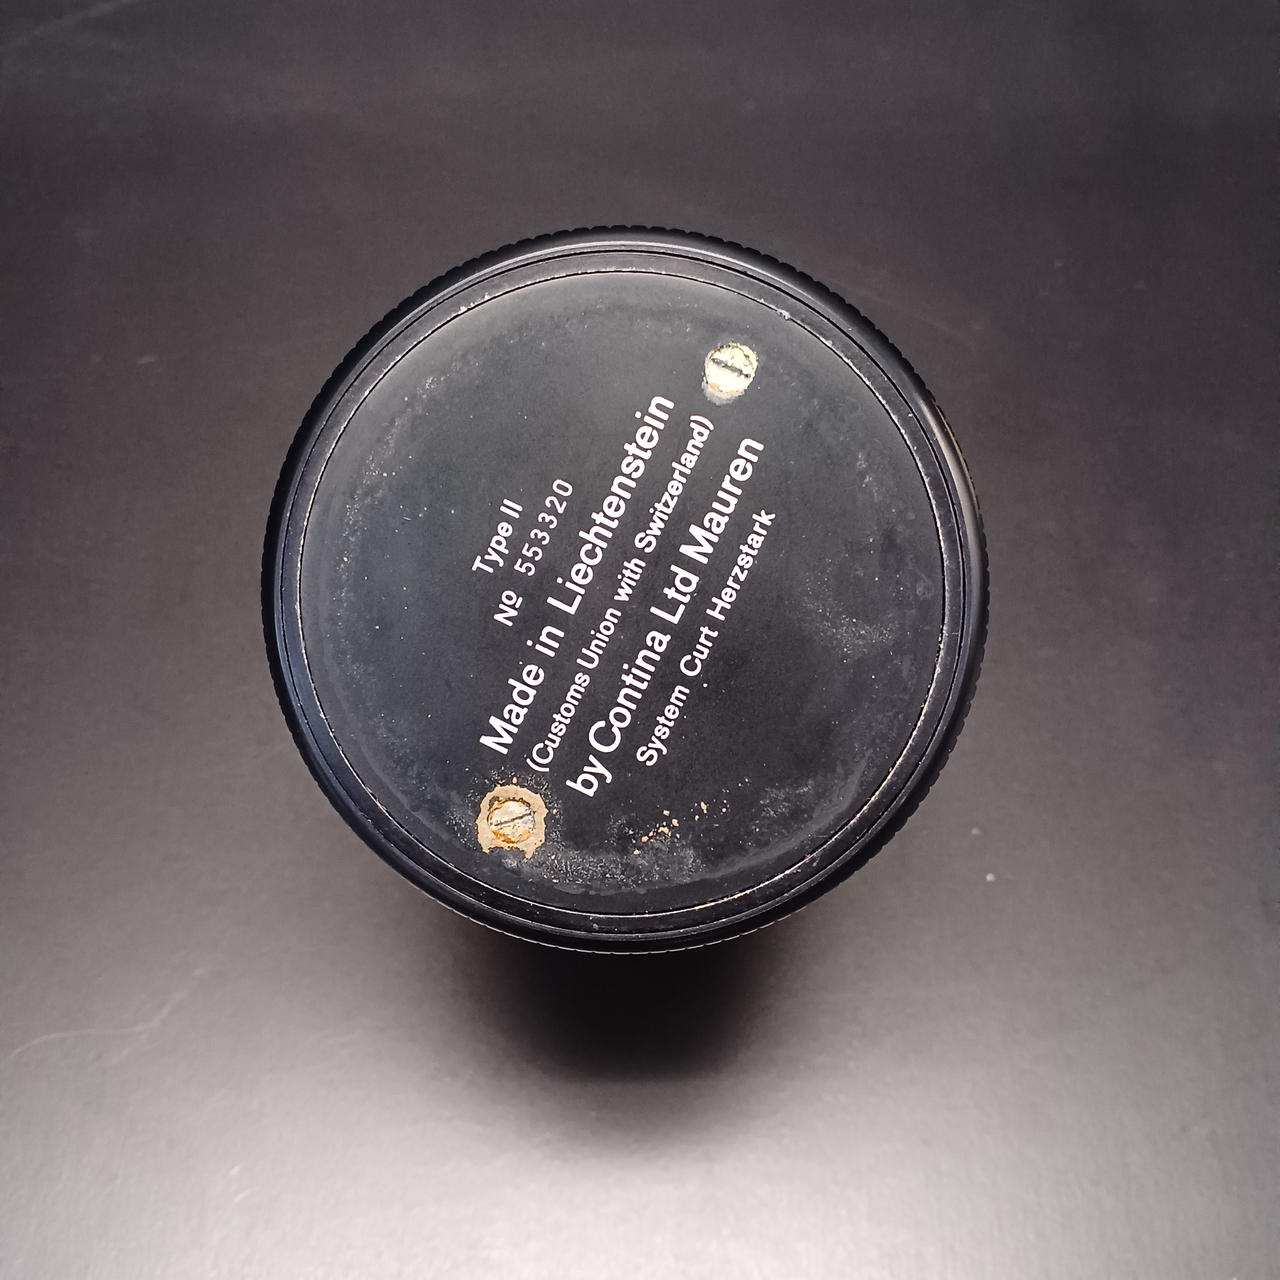 Type II
№ 553320
Made in Liechtenstein
(Customs Union with Switzerland)
by Contina Ltd Mauren
System Curt Herzstark